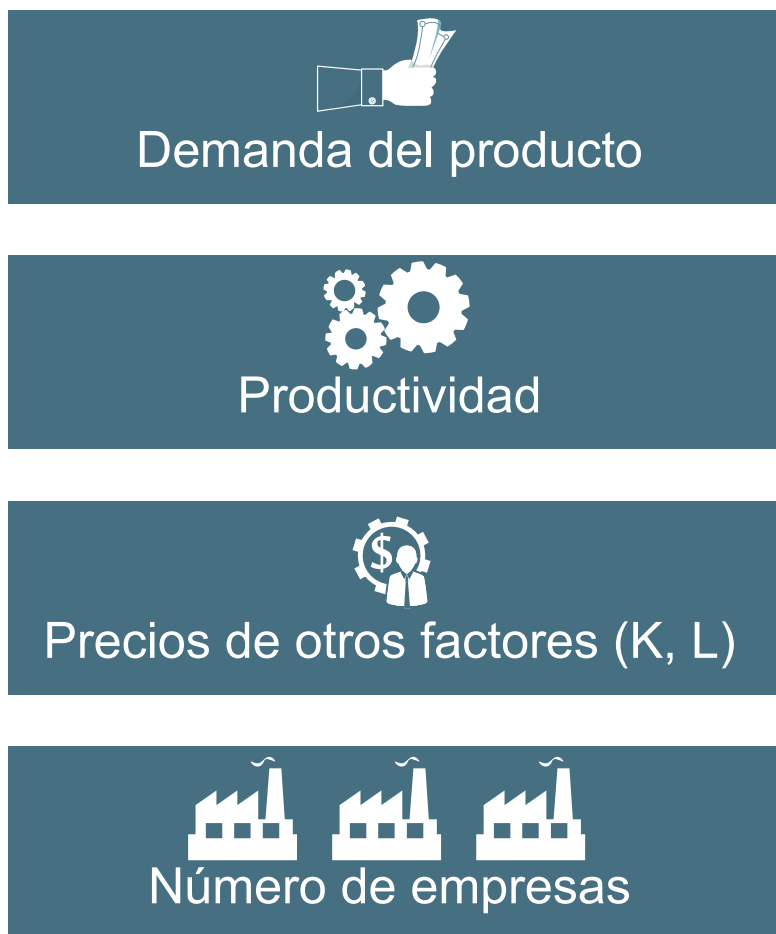 Demanda del producto
Productividad
$
Precios de otros factores (K, L)
Número de empresas